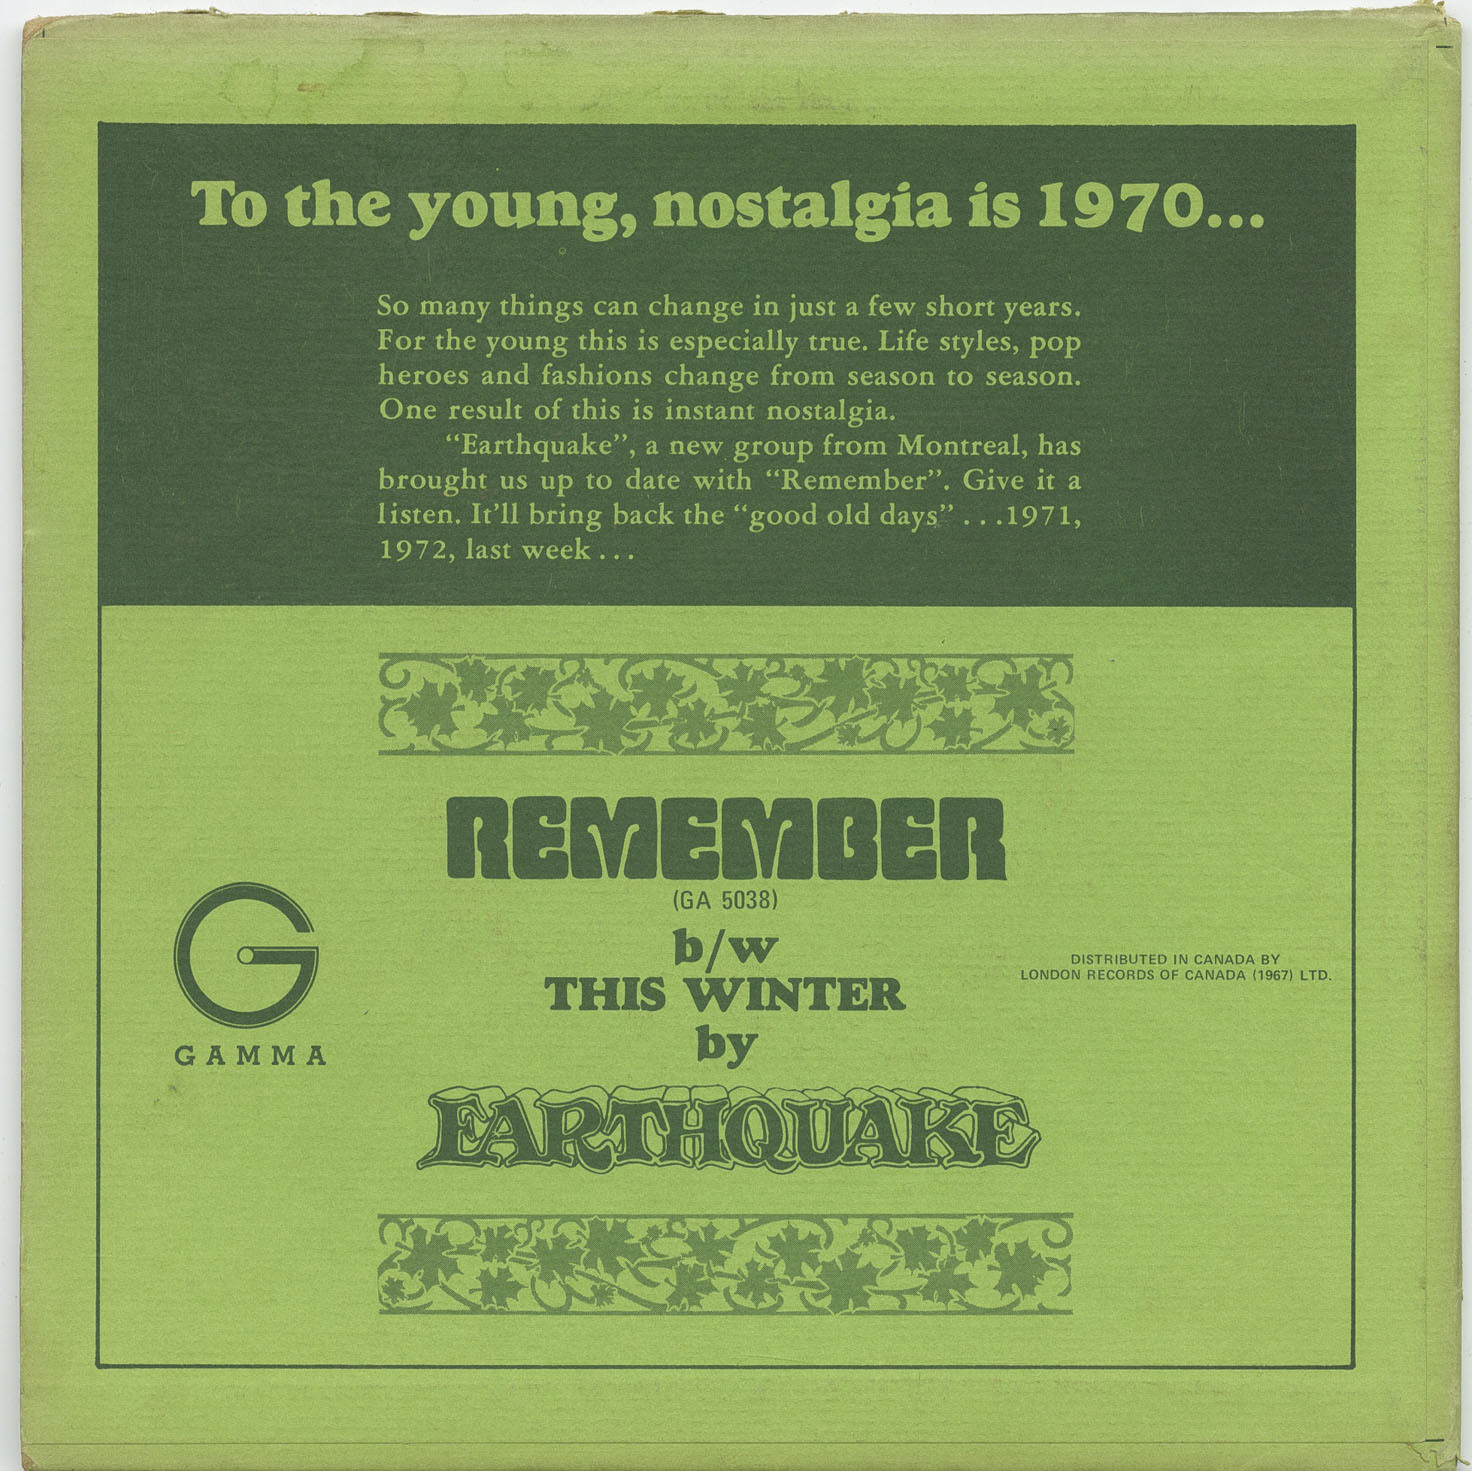 To the young, nostalgia is 1970...
So many things can change in just a few short years.
For the young this is especially true. Life styles, pop
heroes and fashions change from season to season.
One result of this is instant nostalgia.
“Earthquake”, a new group from Montreal, has
brought us up to date with “Remember”. Give it a
listen. It’ll bring back the “good old days” . . .1971,
1972, last week . . .
REMEMBER
(GA 5038)
b/w
THIS WINTER
by
EARTHQUAKE
GAMMA
DISTRIBUTED IN CANADA BY
LONDON RECORDS OF CANADA (1967) LTD.